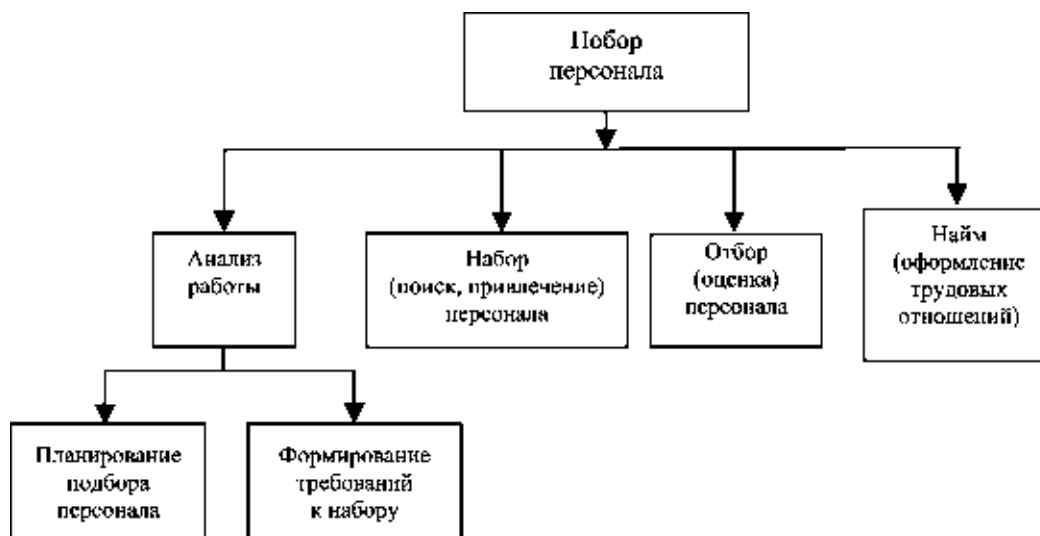 Побор
персонала
Анализ
работы
Набор
(поиск, привлечение)
персонала
Отбор
(оценка)
персонала
Найм
(оформление
трудовых
отношений)
Планирование
подбора
персонала
Формирование
требований
к набору